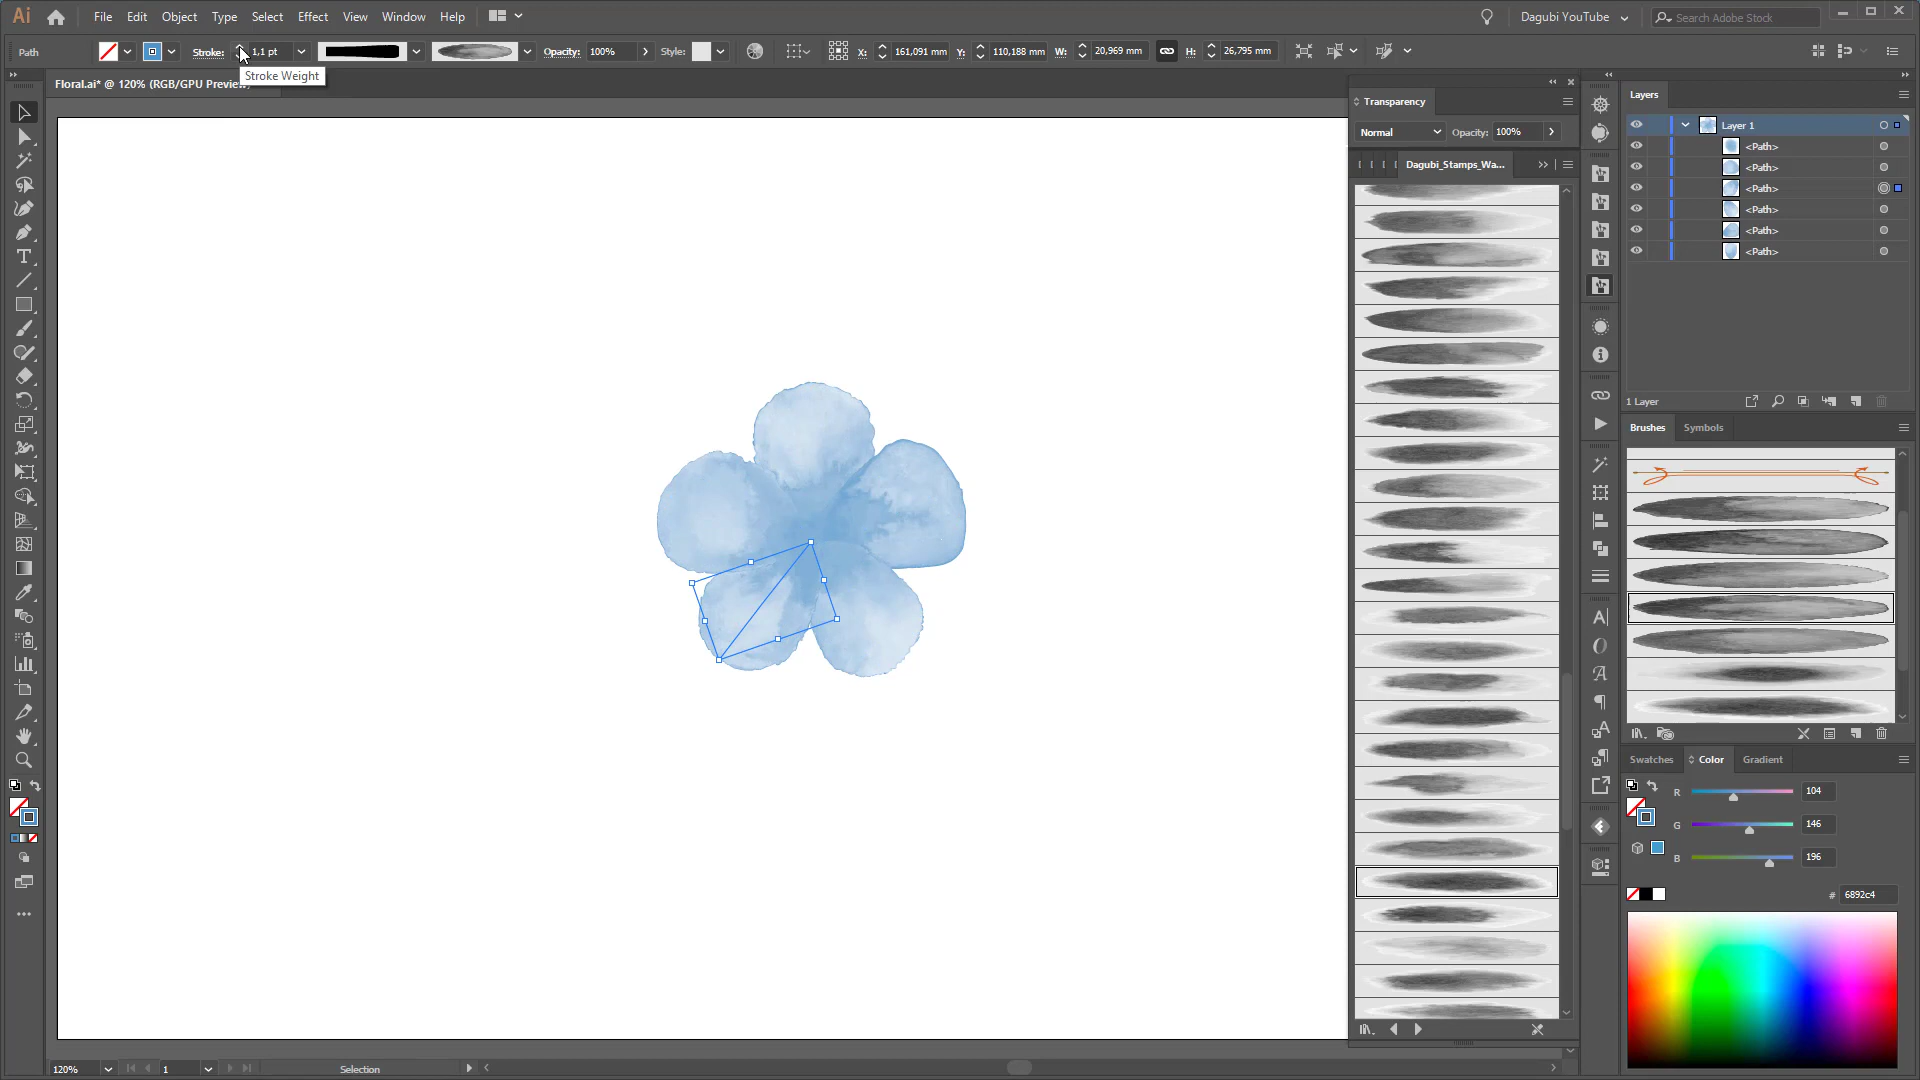 Ai File Edit Object Type Select Effect View Window Help Dagubi YouTube Search Adobe Stock
Path Stroke: 1,1 pt Opacity: 100% Style: X: 161,091 mm Y: 110,188 mm W: 20,969 mm H: 26,795 mm
Stroke Weight
Floral.ai* @ 120% (RGB/GPU Preview)
Transparency
Normal Opacity: 100%
Dagubi_Stamps_Wa...
Layers
Layer 1
<Path>
<Path>
<Path>
<Path>
<Path>
<Path>
1 Layer
Brushes Symbols
Swatches Color Gradient
R 104
G 146
B 196
# 6892c4
120% 1 Selection